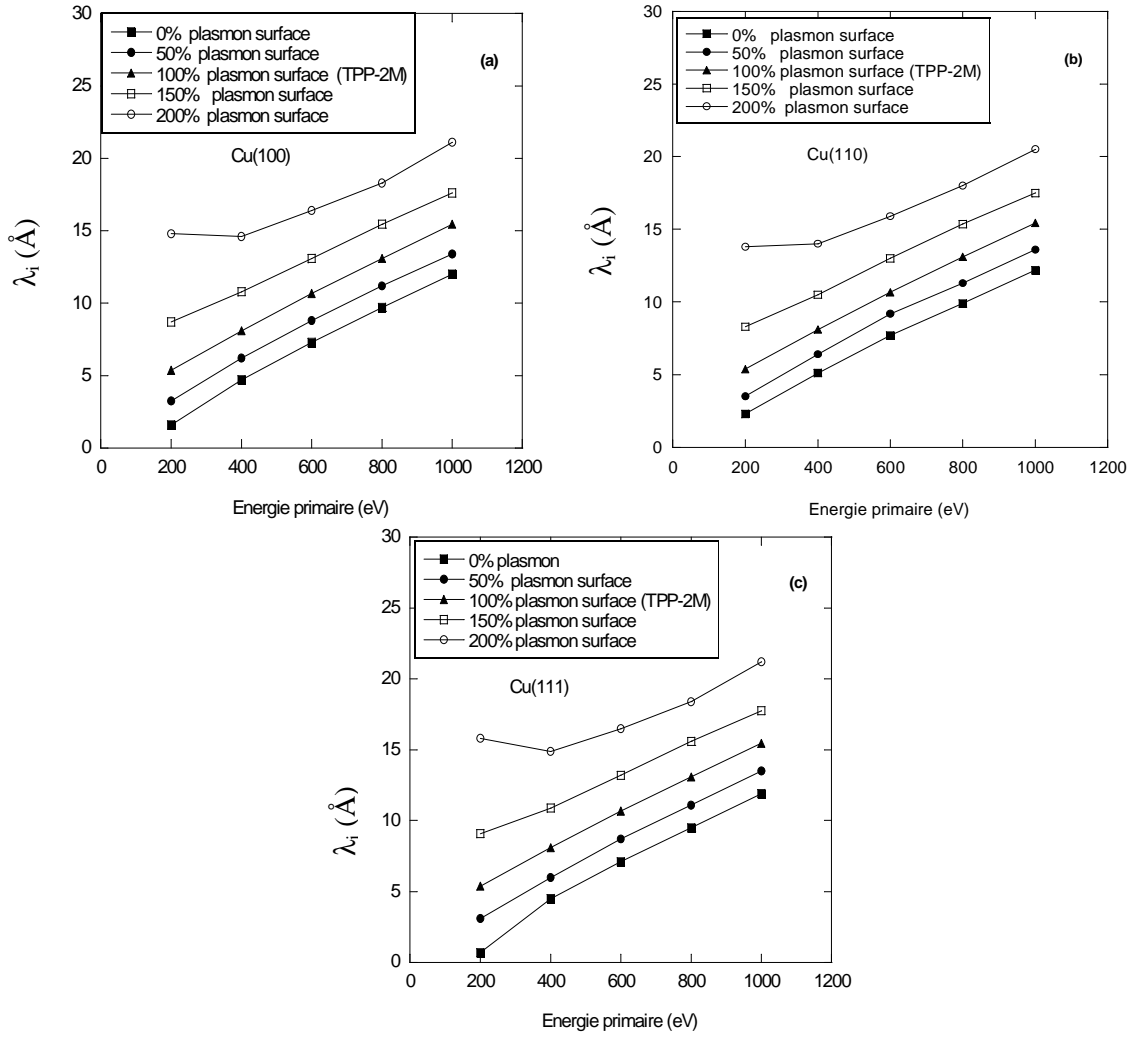 30
25
20
15
10
5
0
0% plasmon surface
50% plasmon surface
100% plasmon surface (TPP-2M)
150% plasmon surface
200% plasmon surface
(a)
Cu(100)
λi (Å)
0 200 400 600 800 1000 1200
Energie primaire (eV)
30
25
20
15
10
5
0
0% plasmon surface
50% plasmon surface
100% plasmon surface (TPP-2M)
150% plasmon surface
200% plasmon surface
(b)
Cu(110)
λi (Å)
0 200 400 600 800 1000 1200
Energie primaire (eV)
30
25
20
15
10
5
0
0% plasmon
50% plasmon surface
100% plasmon surface (TPP-2M)
150% plasmon surface
200% plasmon surface
(c)
Cu(111)
λi (Å)
0 200 400 600 800 1000 1200
Energie primaire (eV)